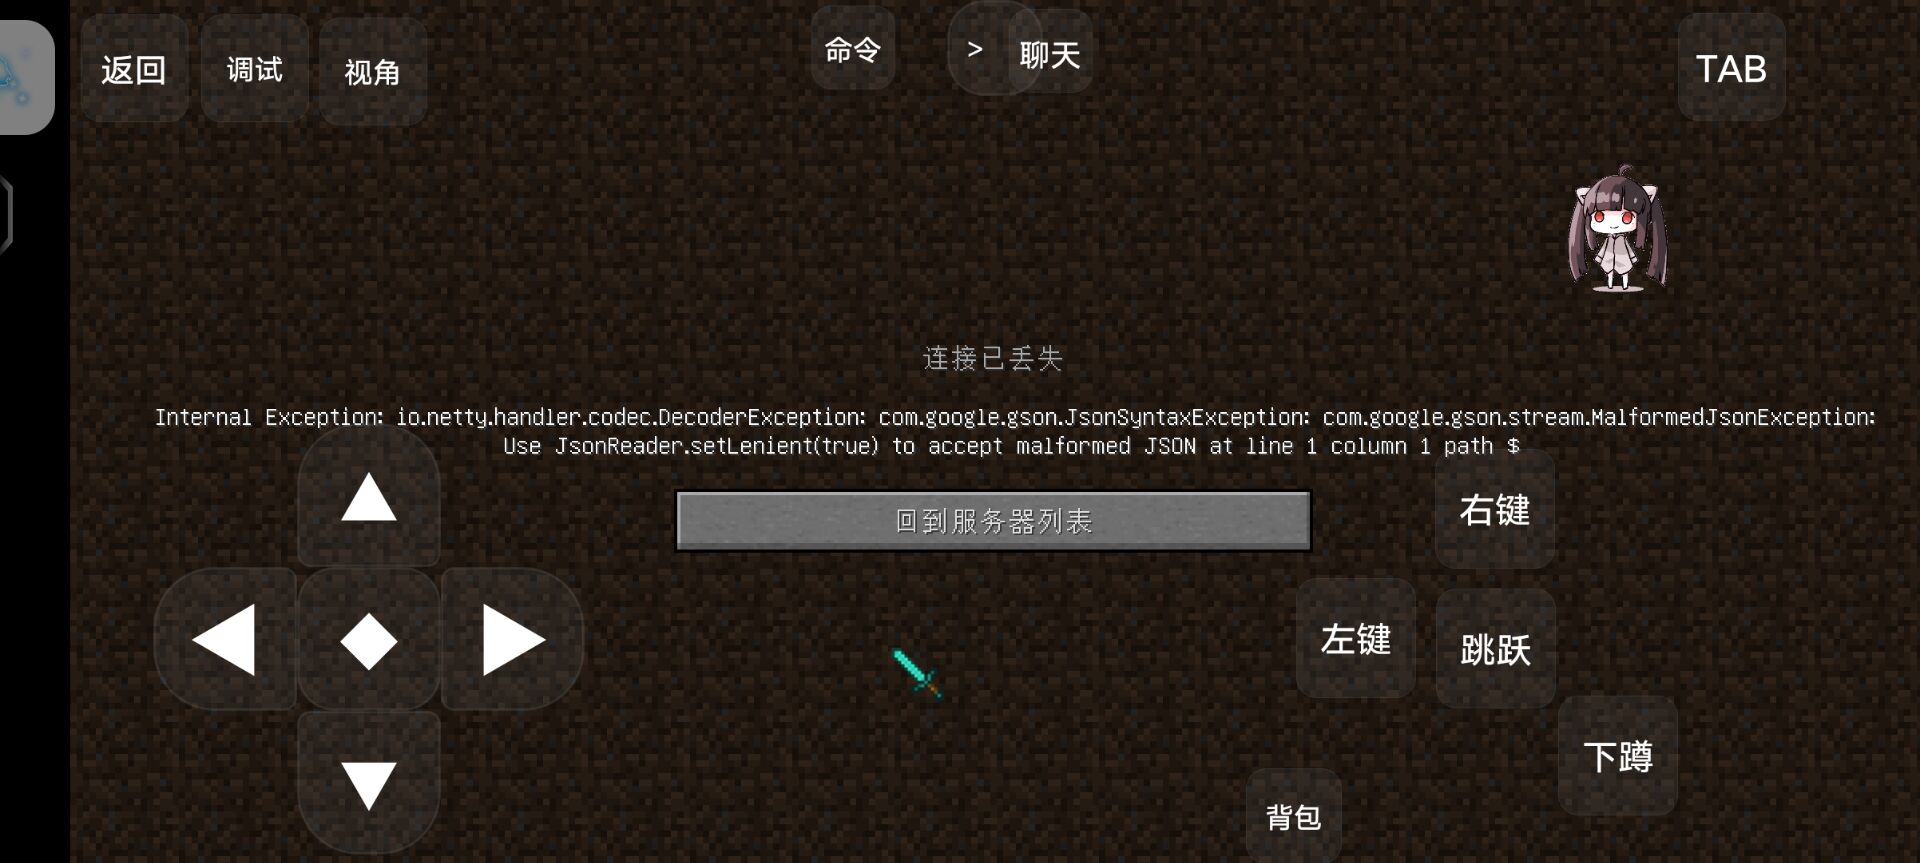 返回
调试
视角
命令
>
聊天
TAB
连接已丢失
Internal Exception: io.netty.handler.codec.DecoderException: com.google.gson.JsonSyntaxException: com.google.gson.stream.MalformedJsonException:
Use JsonReader.setLenient(true) to accept malformed JSON at line 1 column 1 path $
回到服务器列表
右键
左键
跳跃
下蹲
背包